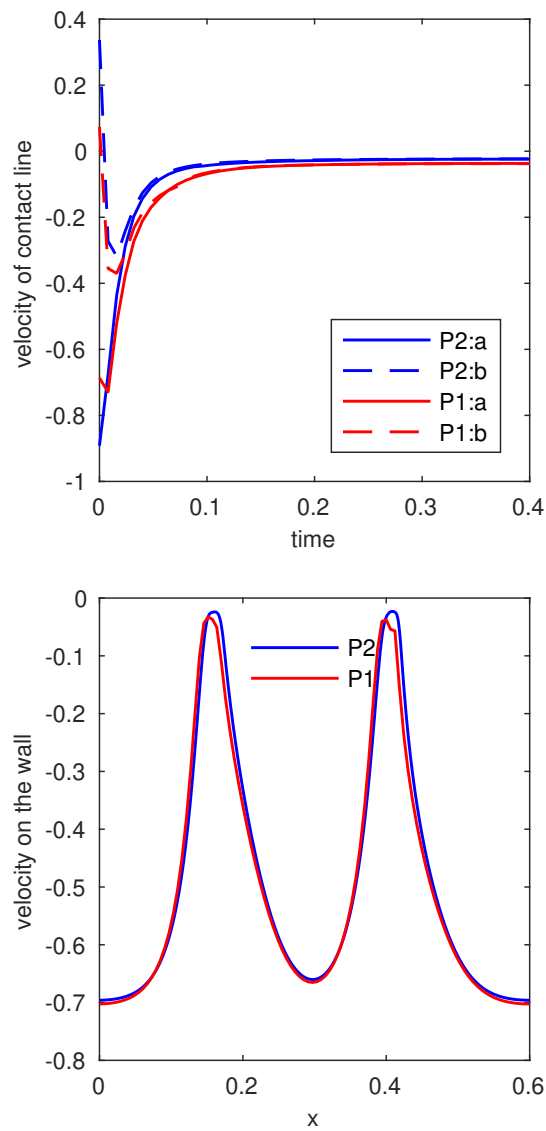 0.4
0.2
0
-0.2
-0.4
-0.6
-0.8
-1
velocity of contact line
P2:a
P2:b
P1:a
P1:b
0 0.1 0.2 0.3 0.4
time
0
-0.1
-0.2
-0.3
-0.4
-0.5
-0.6
-0.7
-0.8
velocity on the wall
P2
P1
0 0.2 0.4 0.6
x